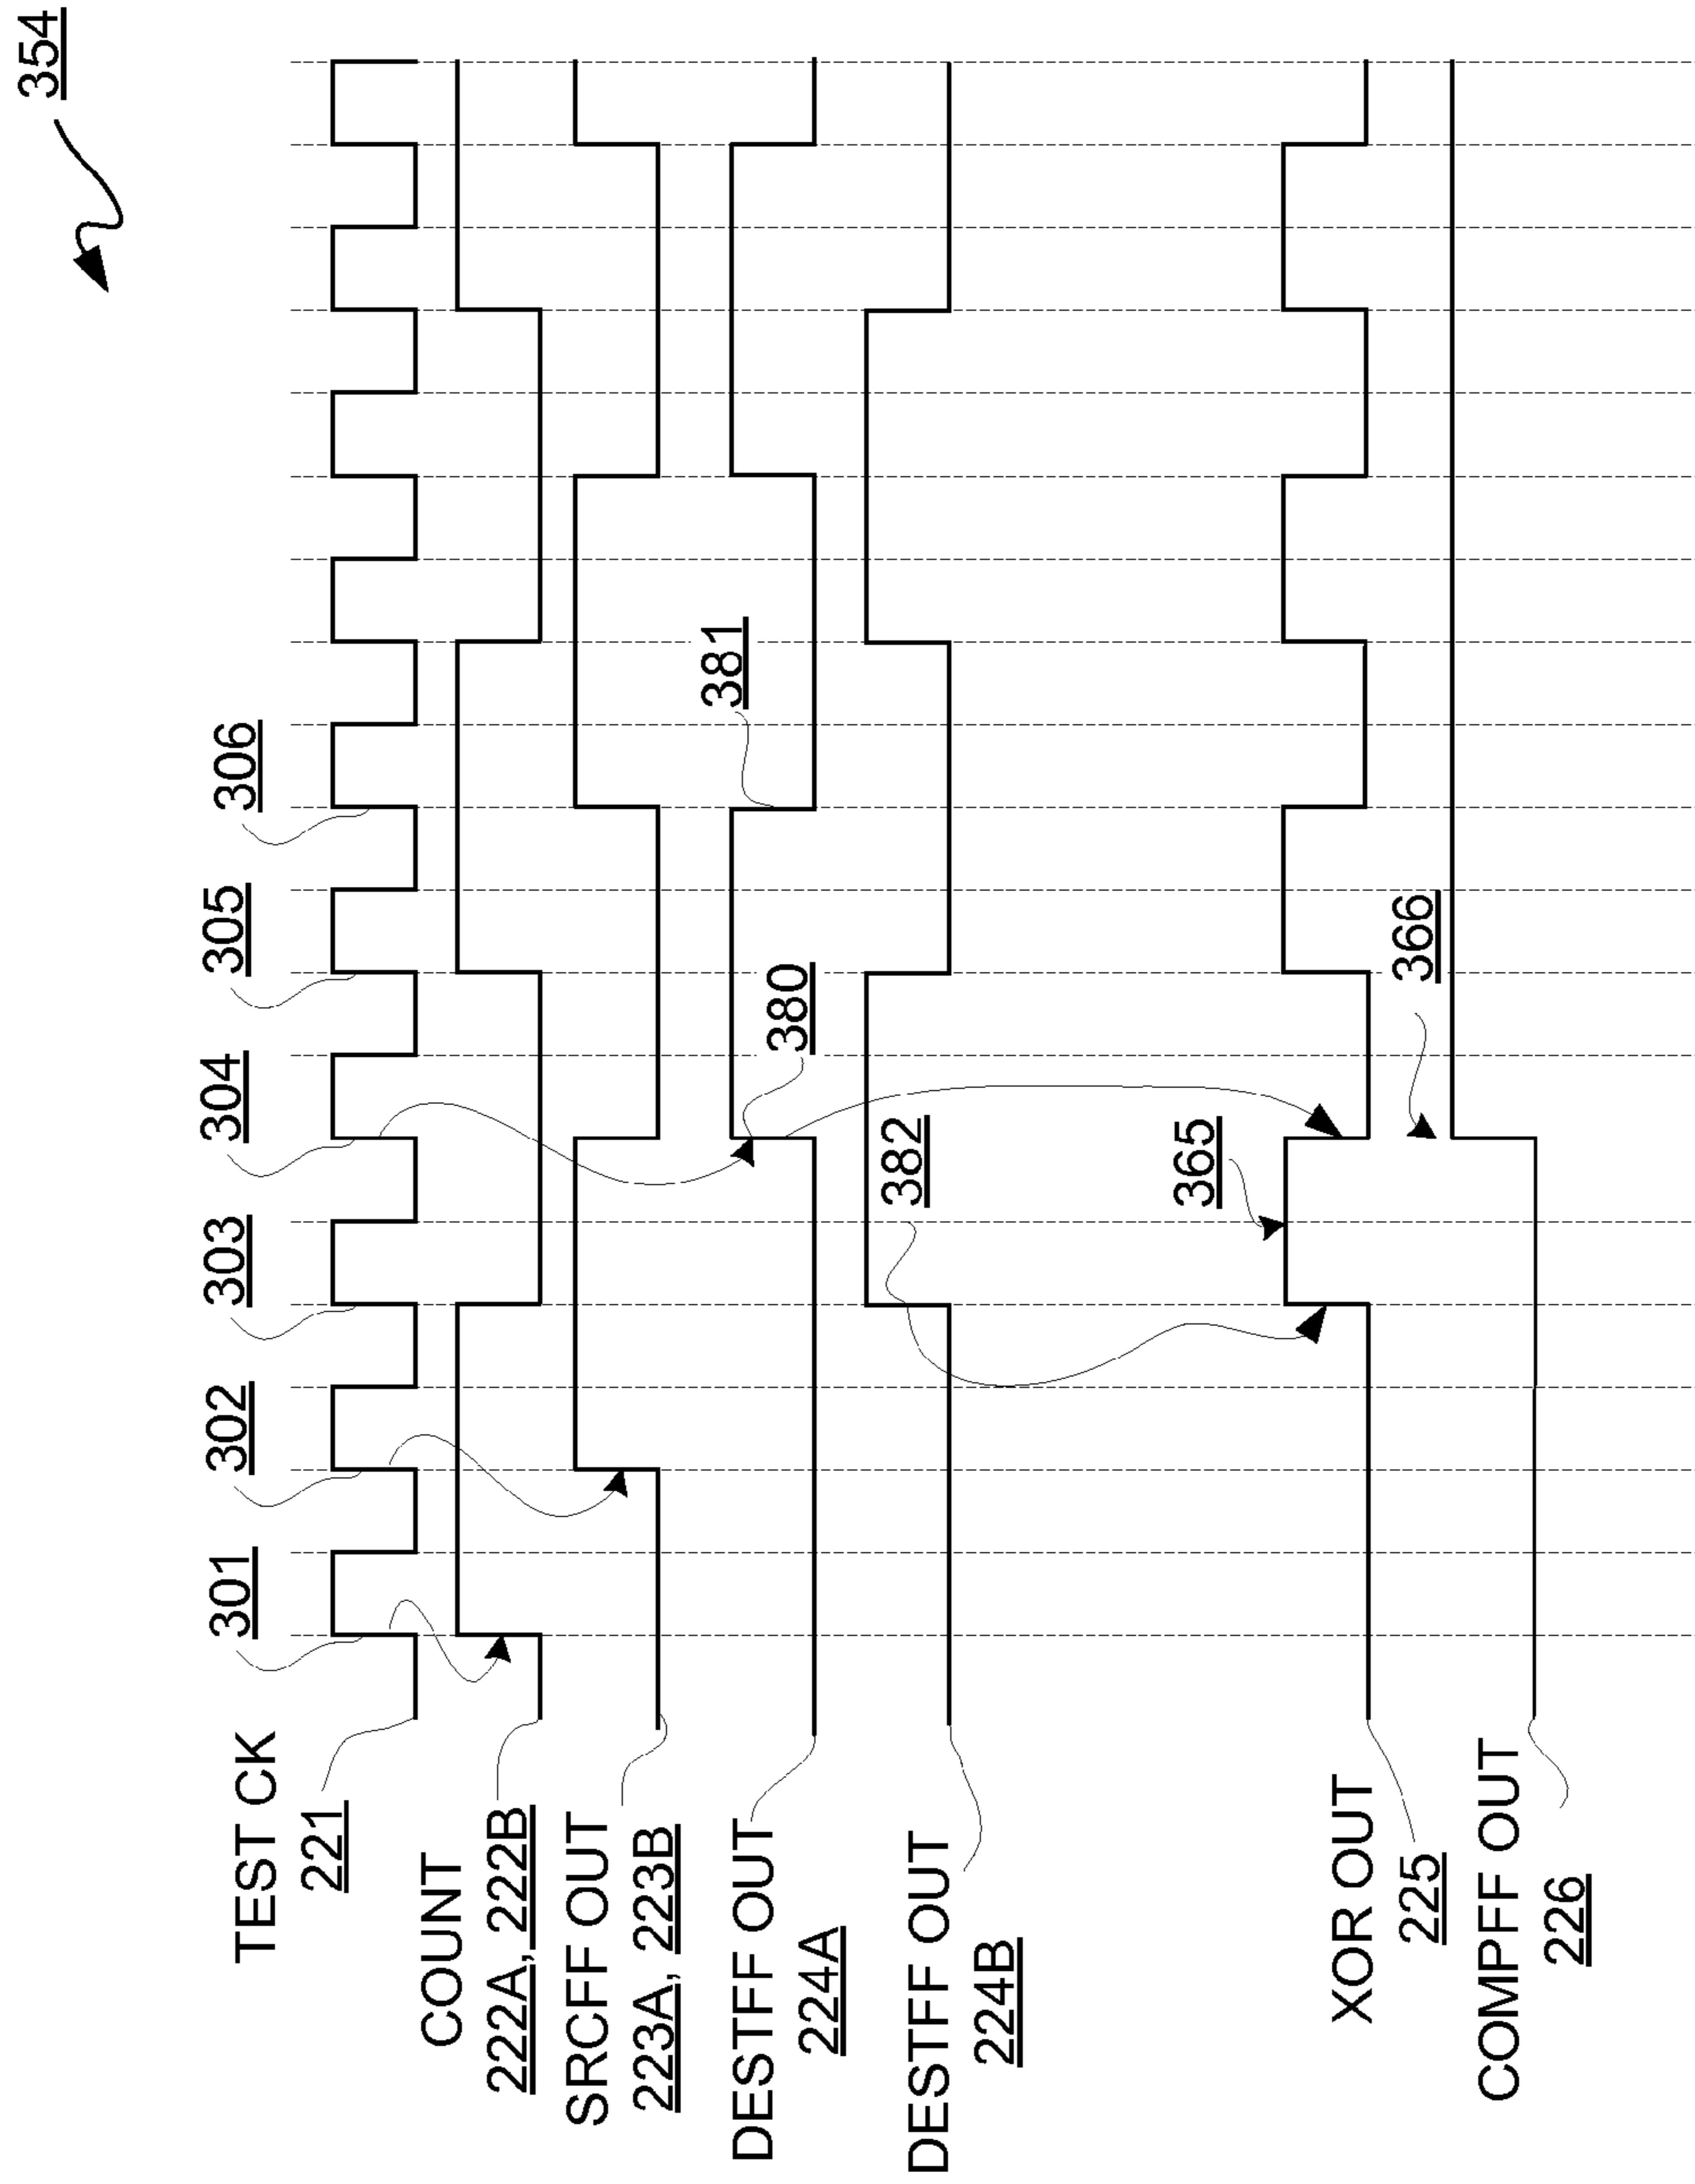 354
301
302
303
304
305
306
TEST CK
221
COUNT
222A, 222B
SRCFF OUT
223A, 223B
DESTFF OUT
224A
380
381
DESTFF OUT
224B
382
365
XOR OUT
225
366
COMPFF OUT
226